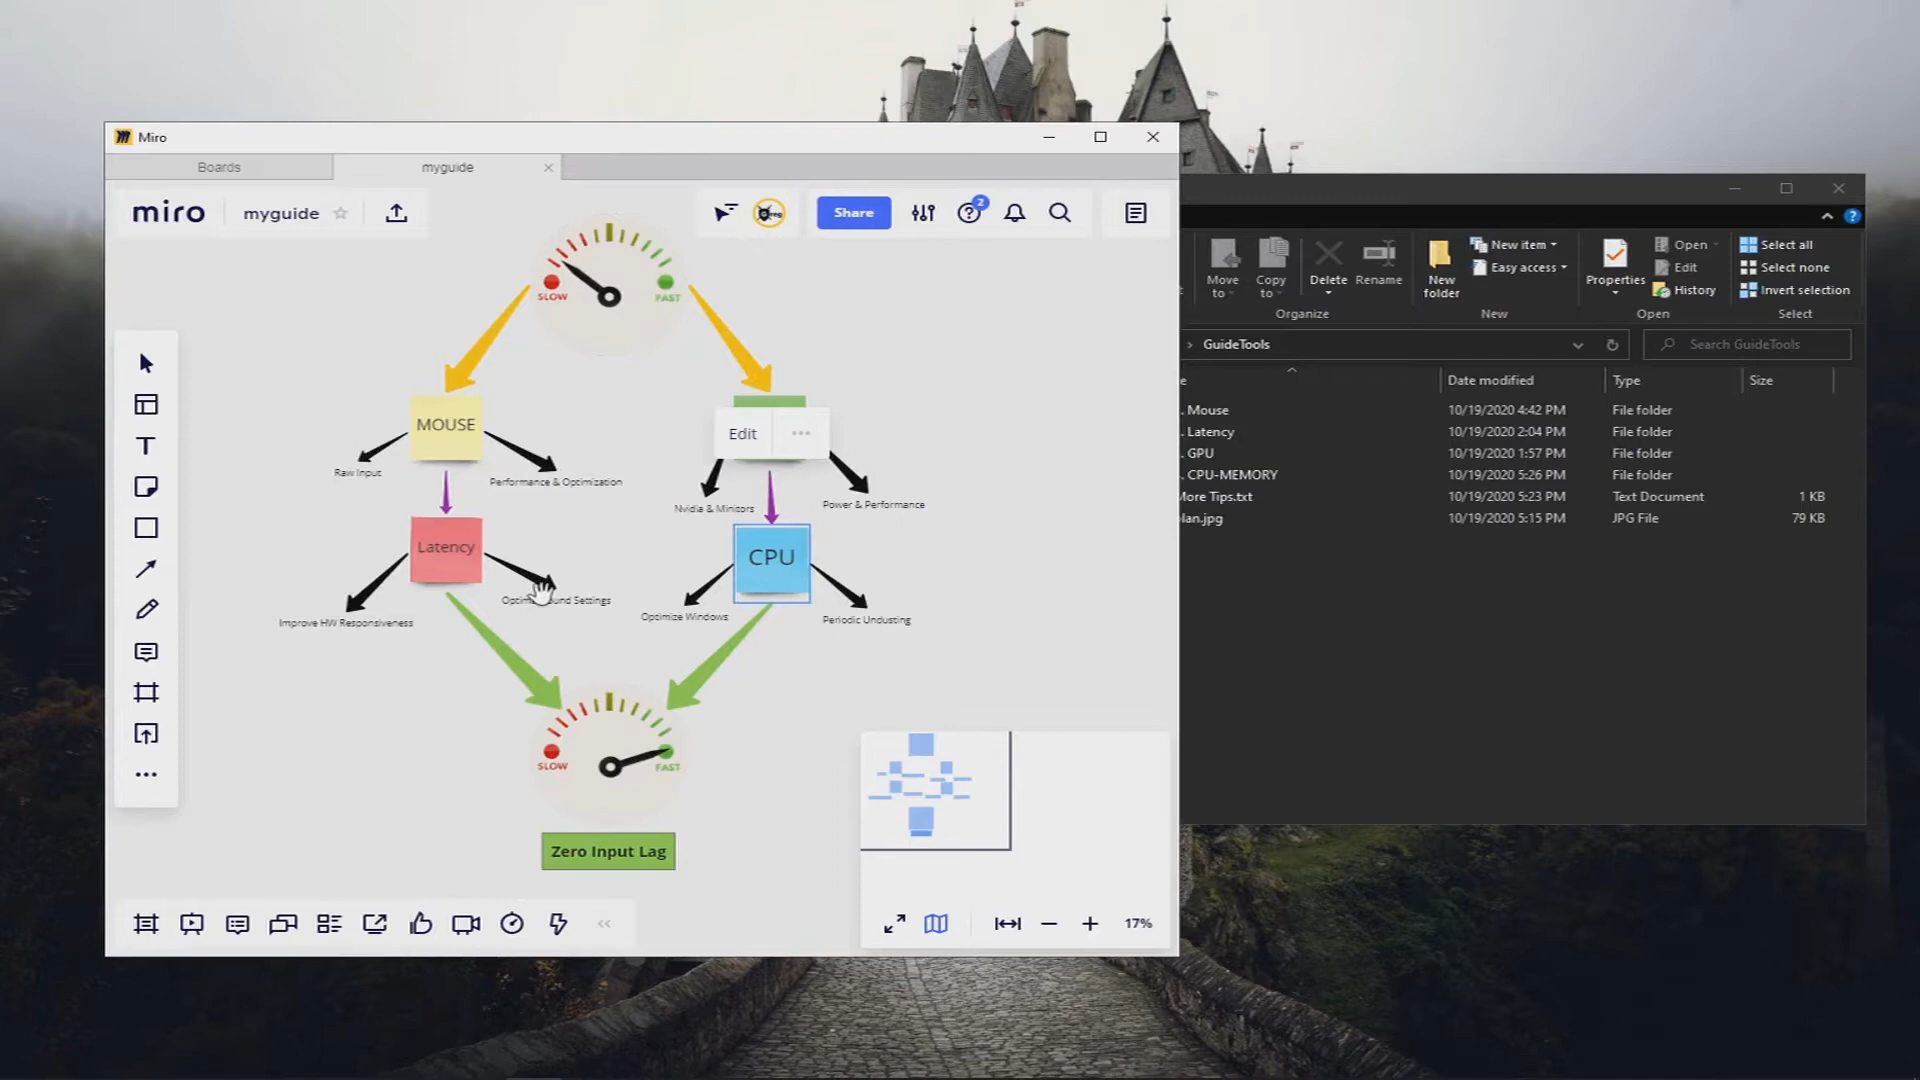 Miro
Boards
myguide
miro
myguide
Share
2
SLOW
FAST
MOUSE
Raw Input
Performance & Optimization
Edit
Nvidia & Minitors
Power & Performance
Latency
CPU
Improve HW Responsiveness
Settings
Optimize Windows
Periodic Undusting
SLOW
FAST
Zero Input Lag
17%
Move to
Copy to
Delete
Rename
New folder
New item
Easy access
Properties
Open
Edit
History
Select all
Select none
Invert selection
Organize
New
Open
Select
GuideTools
Search GuideTools
Date modified
Type
Size
. Mouse
10/19/2020 4:42 PM
File folder
. Latency
10/19/2020 2:04 PM
File folder
. GPU
10/19/2020 1:57 PM
File folder
. CPU-MEMORY
10/19/2020 5:26 PM
File folder
More Tips.txt
10/19/2020 5:23 PM
Text Document
1 KB
plan.jpg
10/19/2020 5:15 PM
JPG File
79 KB